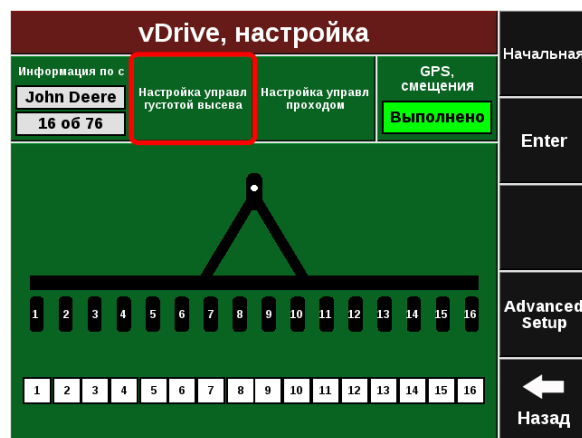 vDrive, настройка
Начальная
Информация по с
John Deere
16 об 76
Настройка управл
густотой высева
Настройка управл
проходом
GPS,
смещения
Выполнено
Enter
1 2 3 4 5 6 7 8 9 10 11 12 13 14 15 16
Advanced
Setup
1 2 3 4 5 6 7 8 9 10 11 12 13 14 15 16
Назад